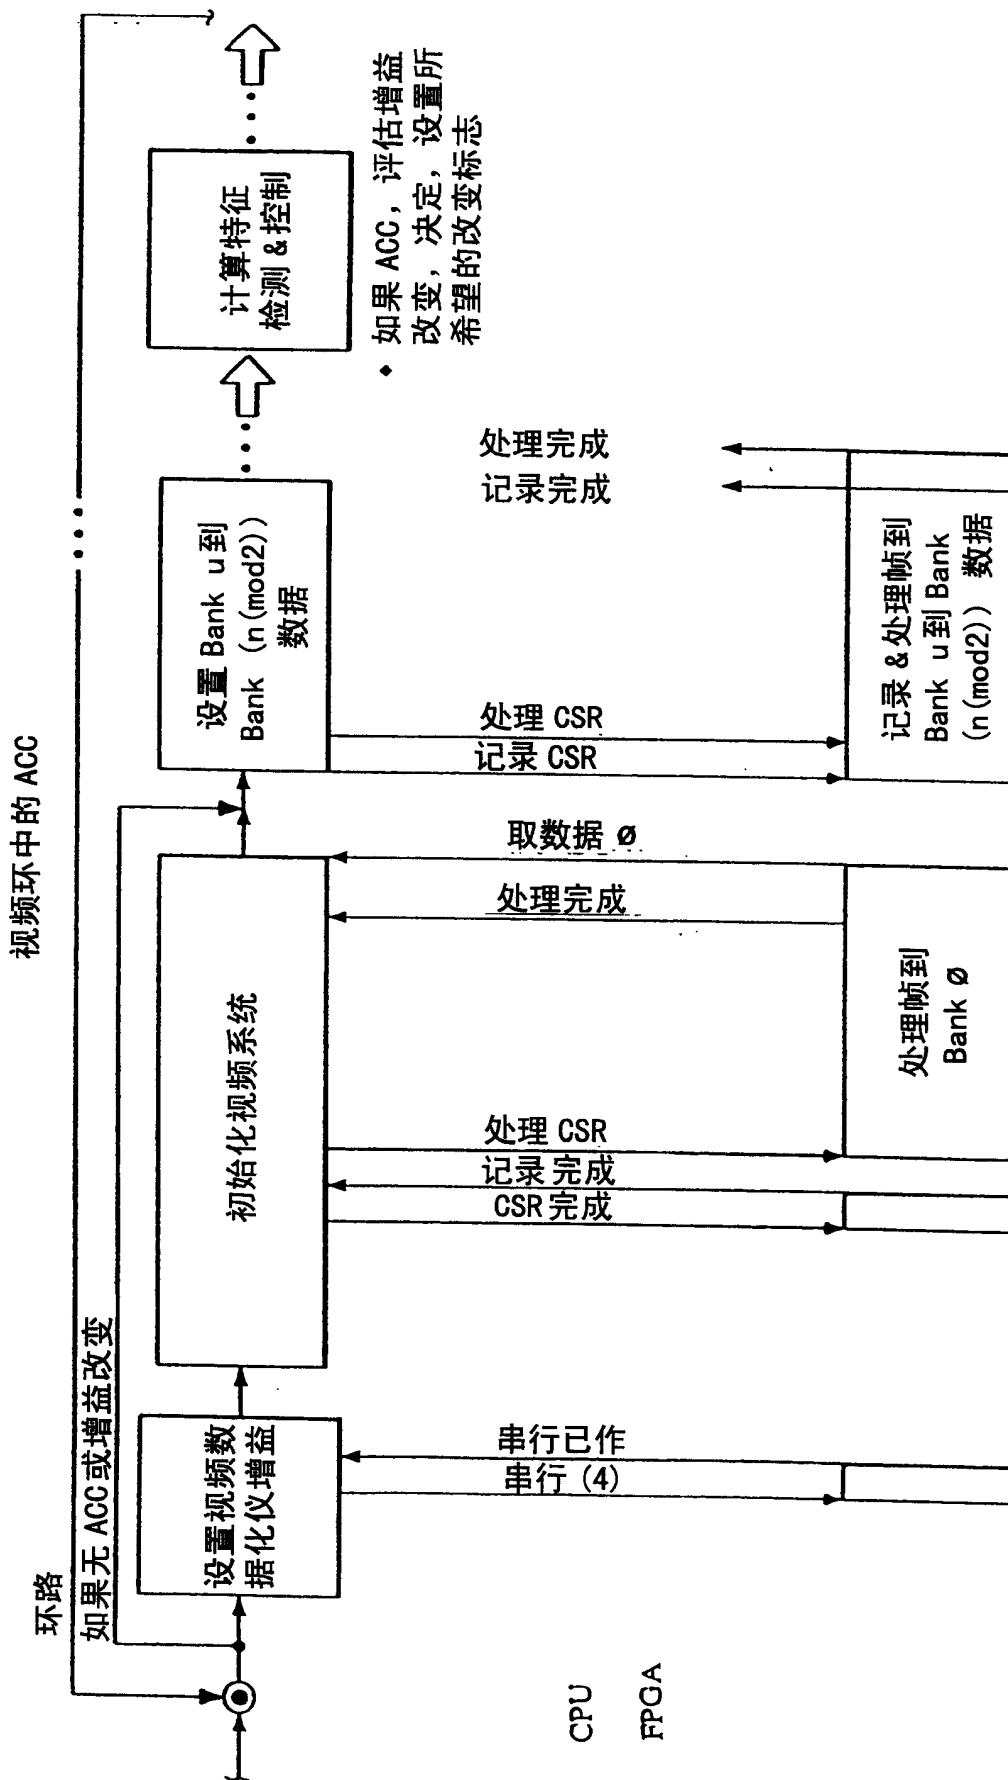 视频环中的 ACC
环路
如果无 ACC 或增益改变
设置视频数
据化仪增益
初始化视频系统
设置 Bank u 到
Bank (n(mod2))
数据
计算特征
检测 & 控制
• 如果 ACC，评估增益
改变，决定，设置所
希望的改变标志
串行已作
串行 (4)
处理 CSR
记录 完成
CSR 完成
取数据 Ø
处理完成
处理 CSR
记录 CSR
处理完成
记录完成
CPU
FPGA
处理帧到
Bank Ø
记录 & 处理帧到
Bank u 到 Bank
(n(mod2)) 数据